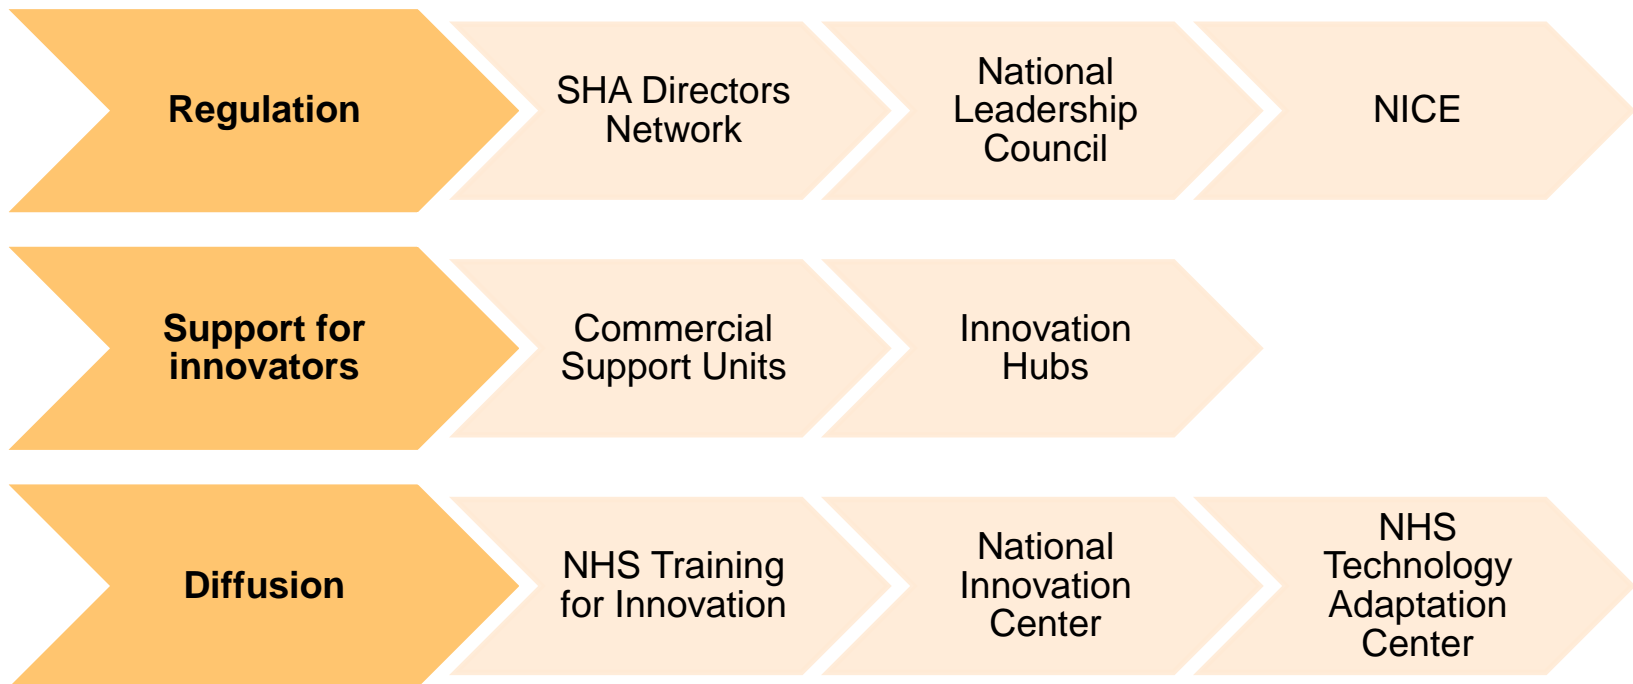 Regulation
SHA Directors
Network
National
Leadership
Council
NICE
Support for
innovators
Commercial
Support Units
Innovation
Hubs
Diffusion
NHS Training
for Innovation
National
Innovation
Center
NHS
Technology
Adaptation
Center